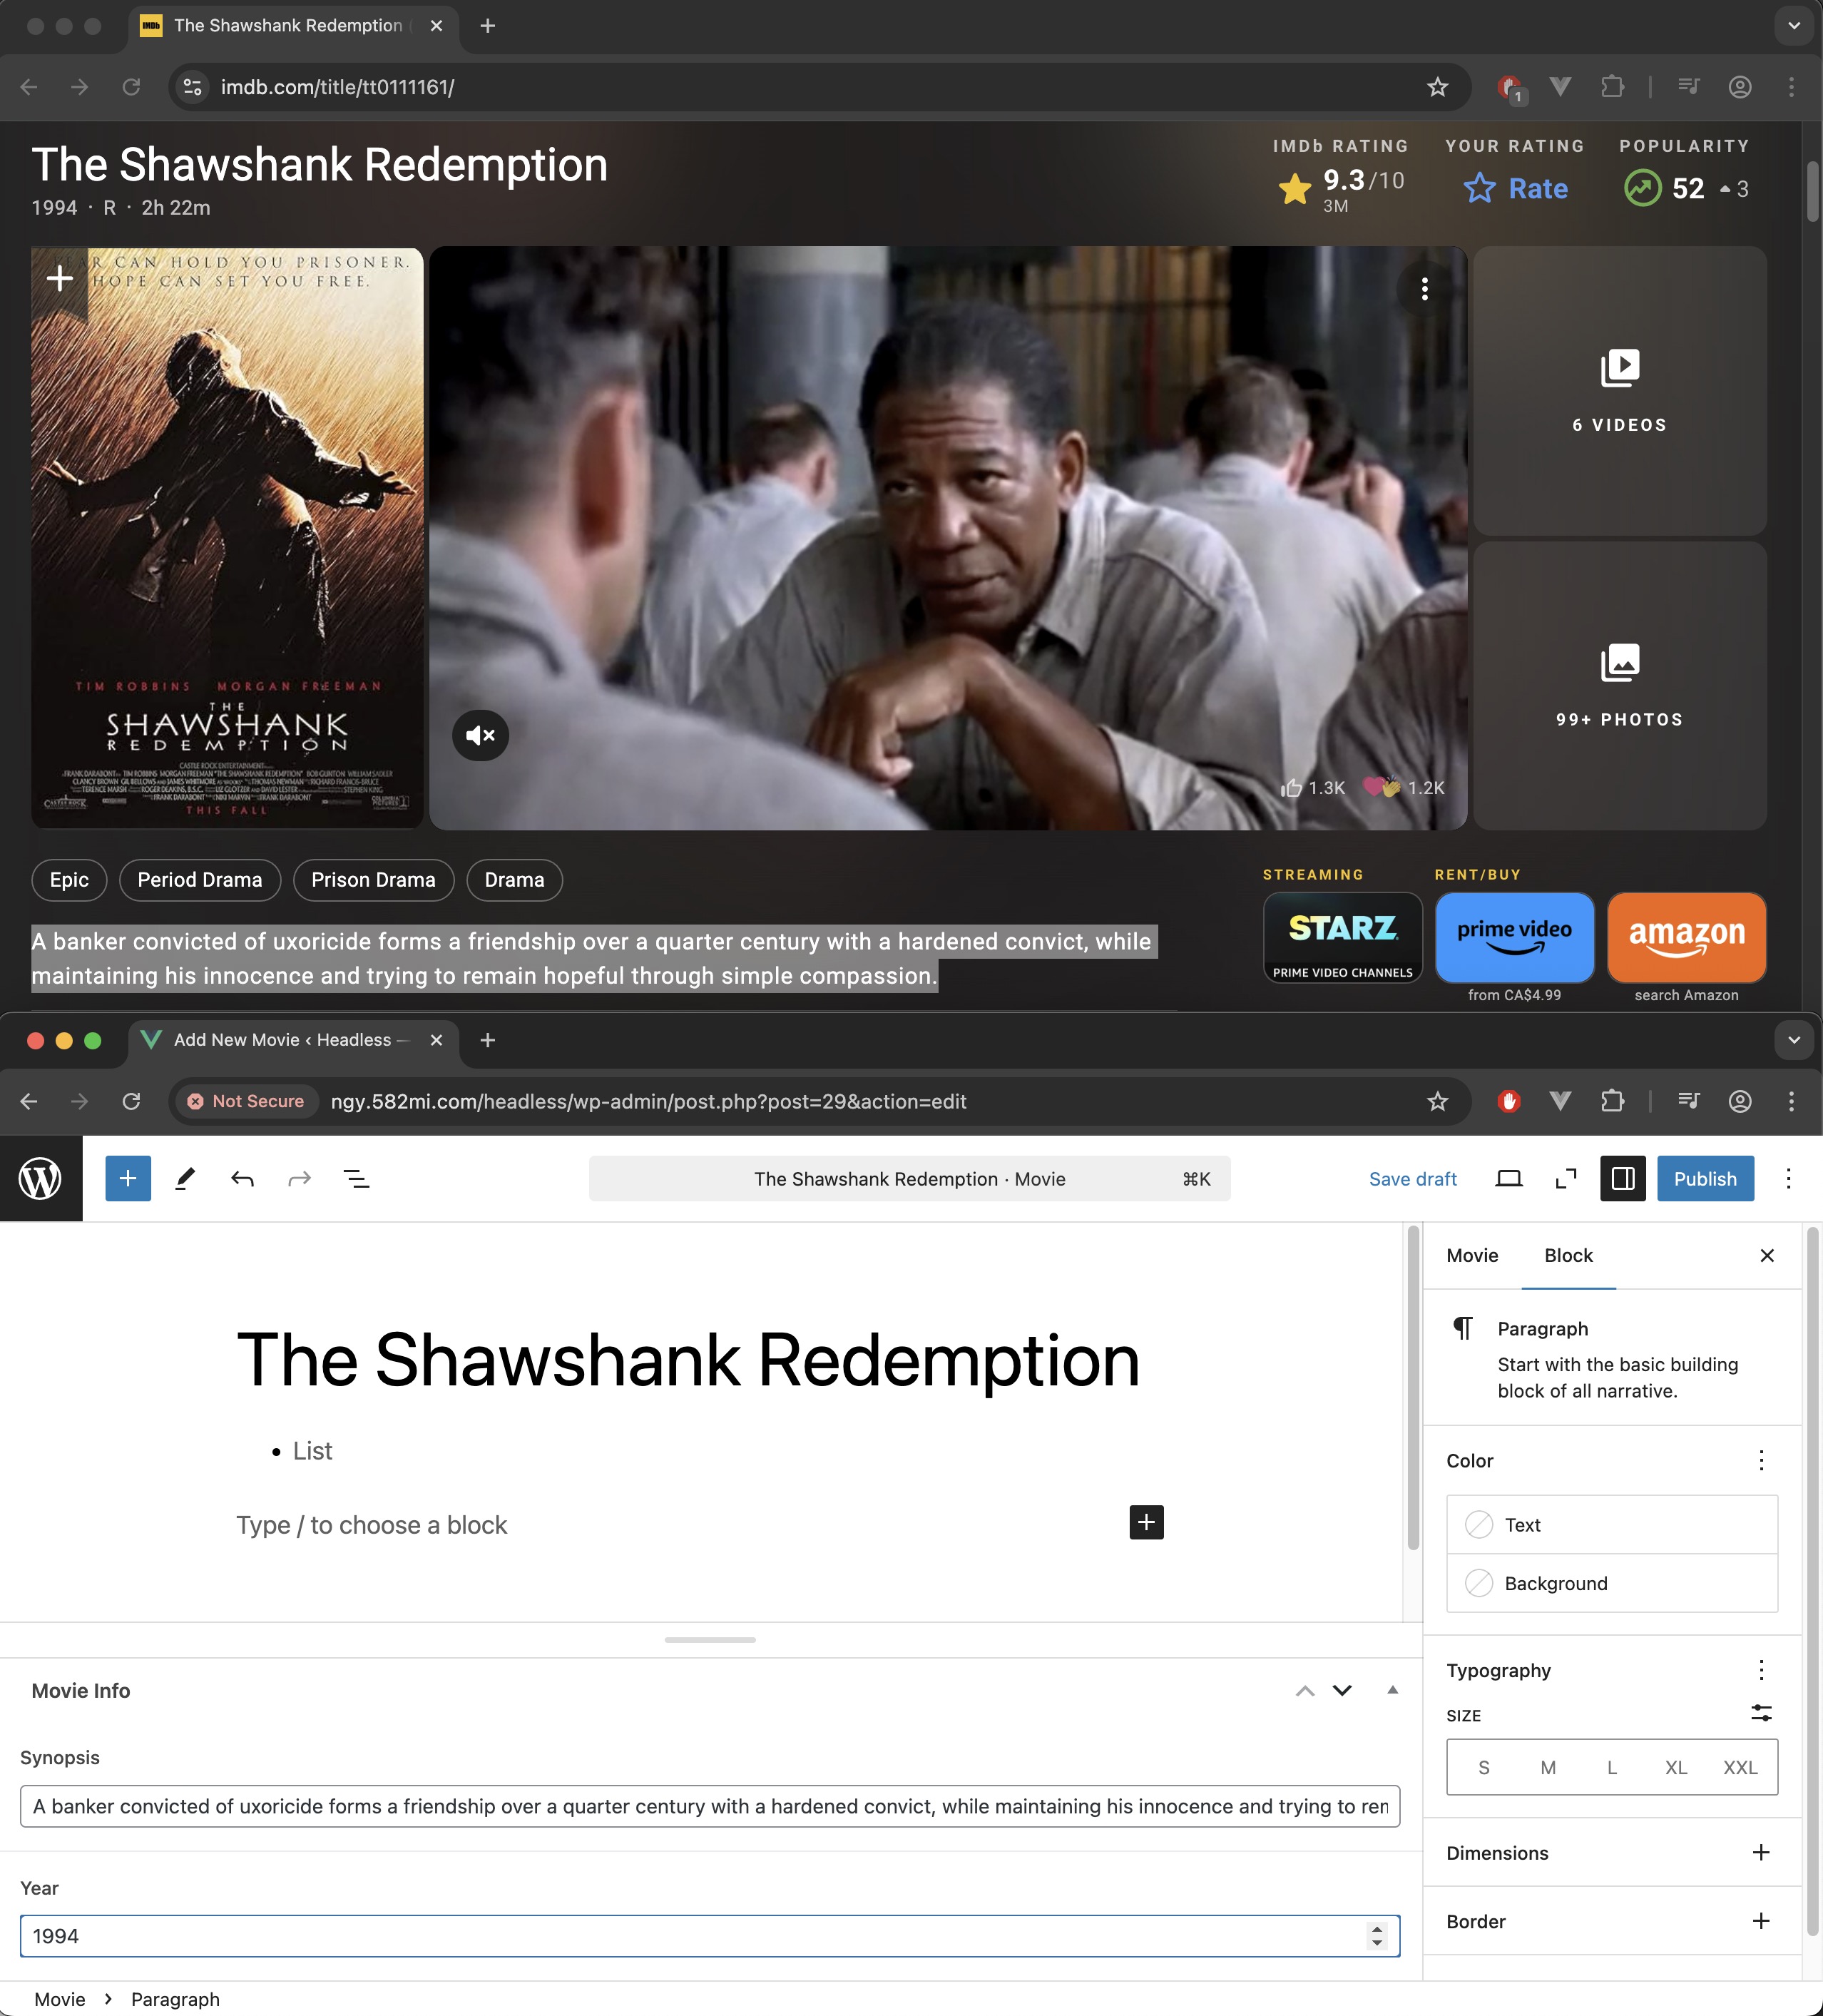 The Shawshank Redemption
imdb.com/title/tt0111161/
1
The Shawshank Redemption
1994 · R · 2h 22m
IMDb RATING
9.3/10
3M
YOUR RATING
Rate
POPULARITY
52
3
CAN HOLD YOU PRISONER.
HOPE CAN SET YOU FREE.
TIM ROBBINS MORGAN FREEMAN
THE
SHAWSHANK
REDEMPTION
THIS FALL
1.3K
1.2K
6 VIDEOS
99+ PHOTOS
Epic
Period Drama
Prison Drama
Drama
A banker convicted of uxoricide forms a friendship over a quarter century with a hardened convict, while
maintaining his innocence and trying to remain hopeful through simple compassion.
STREAMING
STARZ
PRIME VIDEO CHANNELS
RENT/BUY
prime video
from CA$4.99
amazon
search Amazon
Add New Movie ‹ Headless —
Not Secure
ngy.582mi.com/headless/wp-admin/post.php?post=29&action=edit
The Shawshank Redemption · Movie
⌘K
Save draft
Publish
The Shawshank Redemption
• List
Type / to choose a block
Movie Info
Synopsis
A banker convicted of uxoricide forms a friendship over a quarter century with a hardened convict, while maintaining his innocence and trying to
Year
1994
Movie
Block
Paragraph
Start with the basic building
block of all narrative.
Color
Text
Background
Typography
SIZE
S M L XL XXL
Dimensions
Border
Movie › Paragraph